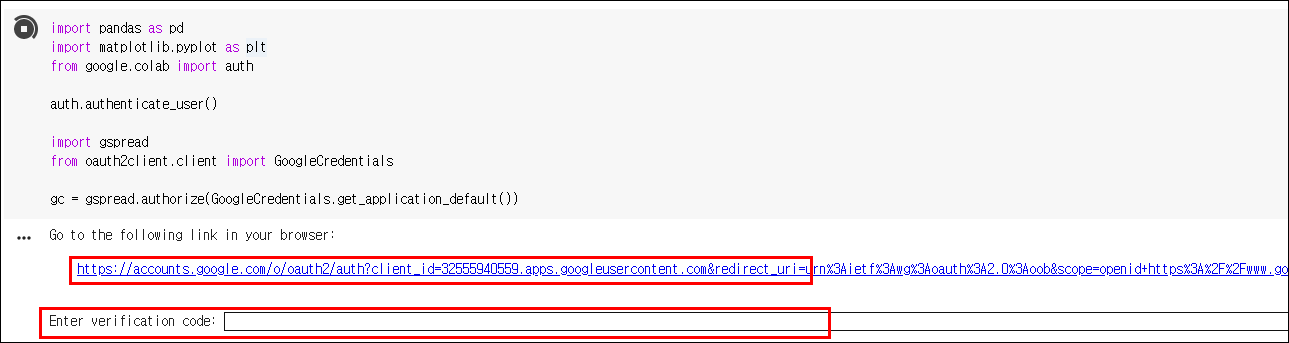 import pandas as pd
import matplotlib.pyplot as plt
from google.colab import auth
auth.authenticate_user()
import gspread
from oauth2client.client import GoogleCredentials
gc = gspread.authorize(GoogleCredentials.get_application_default())
Go to the following link in your browser:
https://accounts.google.com/o/oauth2/auth?client_id=32555940559.apps.googleusercontent.com&redirect_uri=urn%3Aietf%3Awg%3Aoauth%3A2.0%3Aoob&scope=openid+https%3A%2F%2Fwww.go
Enter verification code: